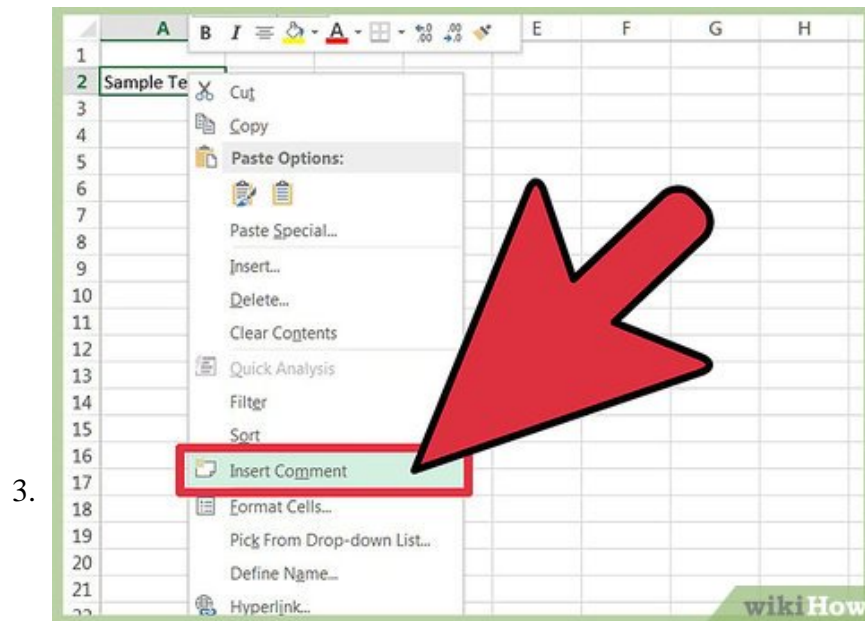 A B I A .00 .00 E F G H
1
2 Sample Te
3 Cut
4 Copy
5 Paste Options:
6
7
8 Paste Special...
9 Insert...
10 Delete...
11 Clear Contents
12
13 Quick Analysis
14 Filter
15 Sort
16
17 Insert Comment
3.
18 Format Cells...
19 Pick From Drop-down List...
20 Define Name...
21
Hyperlink...
wikiHow